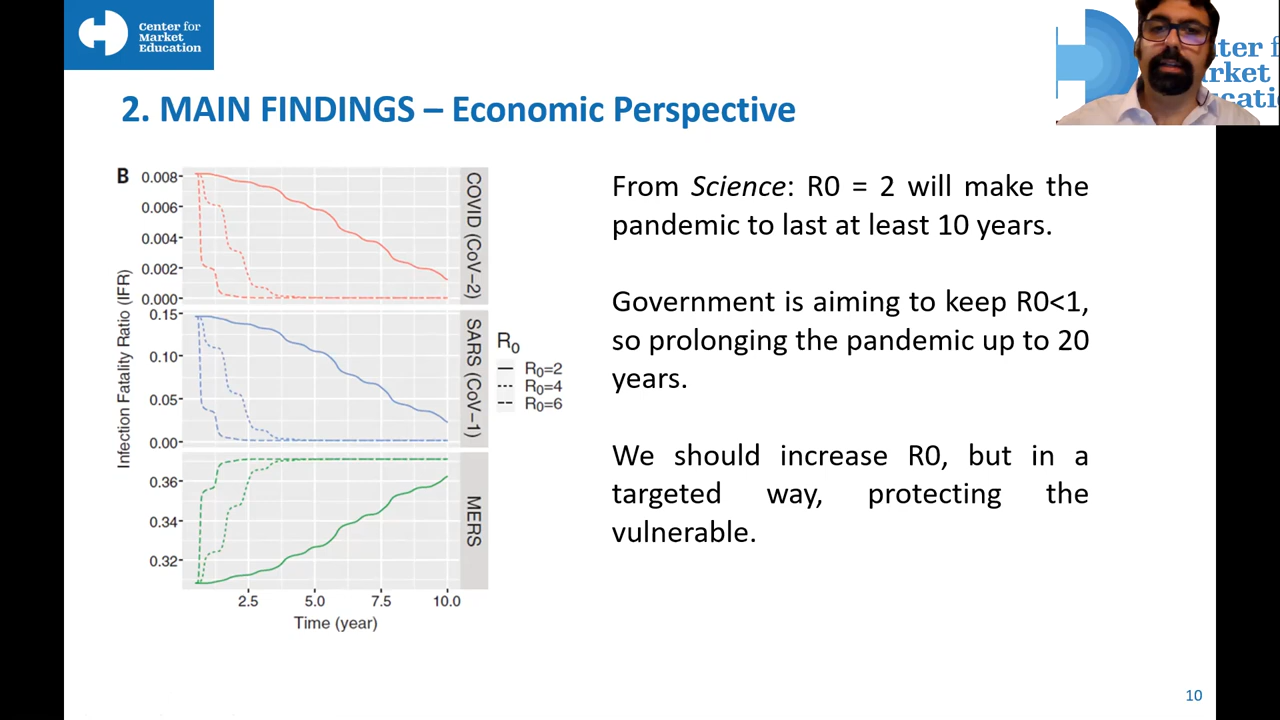 Center for
Market
Education
ter for
rket
cati
2. MAIN FINDINGS – Economic Perspective
B
0.008
0.006
0.004
0.002
0.000
COVID (CoV−2)
0.15
0.10
0.05
0.00
SARS (CoV−1)
0.36
0.34
0.32
MERS
Infection Fatality Ratio (IFR)
2.5 5.0 7.5 10.0
Time (year)
R0
R0=2
R0=4
R0=6
From Science: R0 = 2 will make the
pandemic to last at least 10 years.
Government is aiming to keep R0<1,
so prolonging the pandemic up to 20
years.
We should increase R0, but in a
targeted way, protecting the
vulnerable.
10